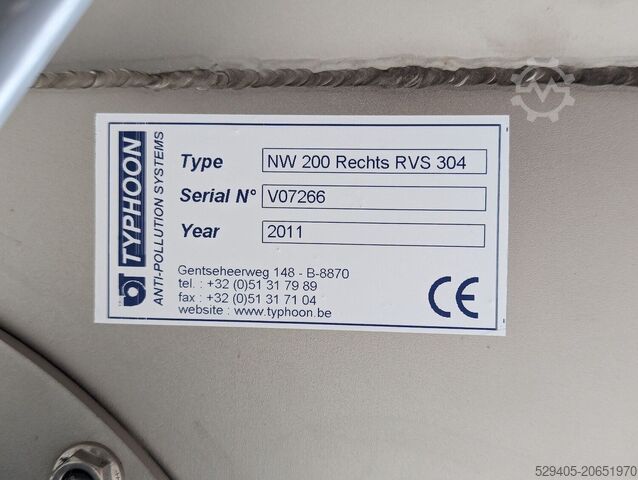 TYPHOON
ANTI-POLLUTION SYSTEMS
Type NW 200 Rechts RVS 304
Serial N° V07266
Year 2011
Gentseheerweg 148 - B-8870
tel. : +32 (0)51 31 79 89
fax : +32 (0)51 31 71 04
website : www.typhoon.be
CE
529405-20651970